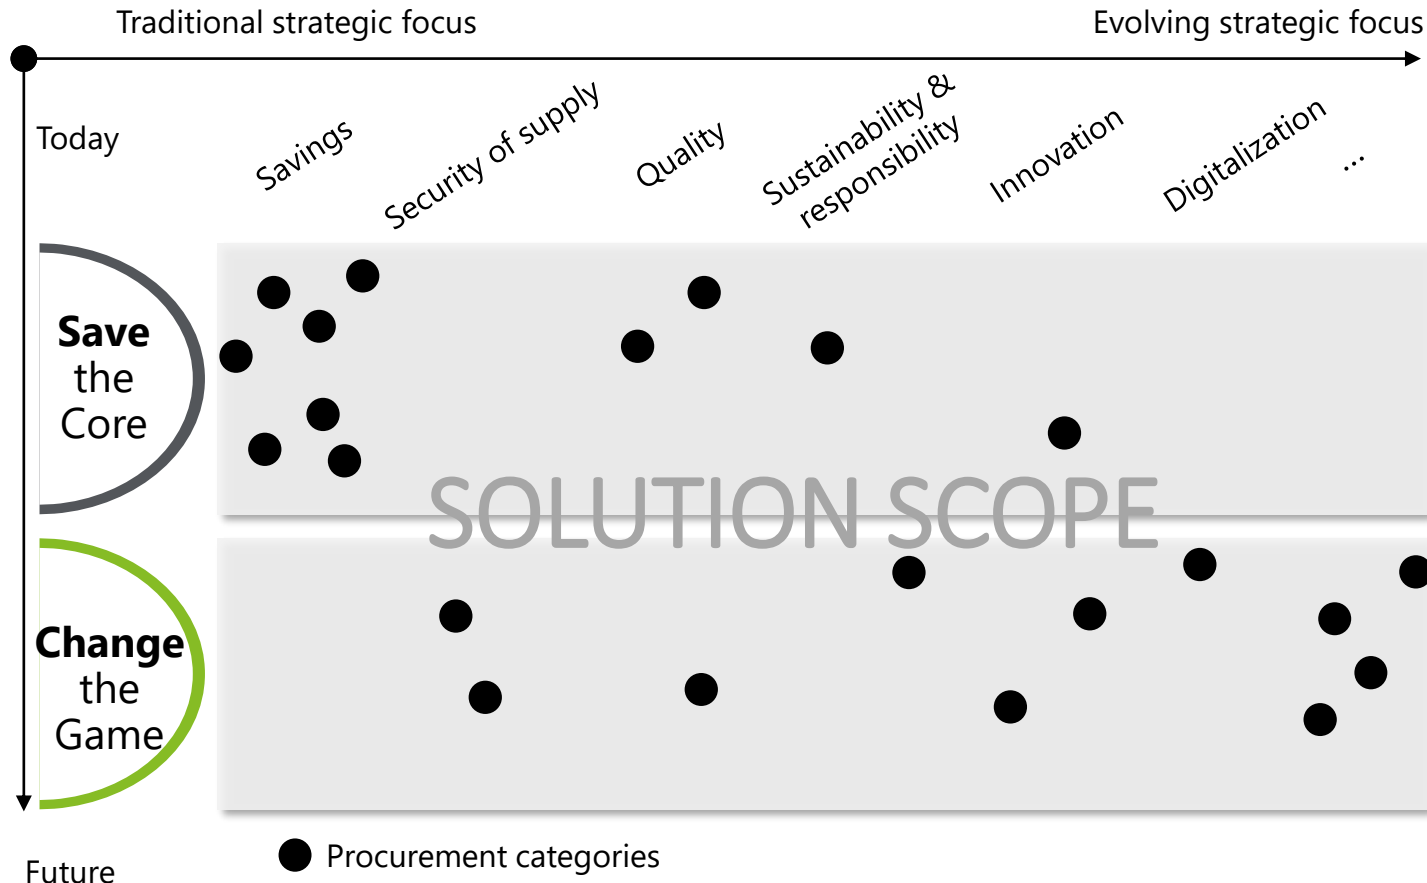 Traditional strategic focus
Evolving strategic focus
Today
Savings
Security of supply
Quality
Sustainability &
responsibility
Innovation
Digitalization
...
Save
the
Core
SOLUTION SCOPE
Change
the
Game
Procurement categories
Future